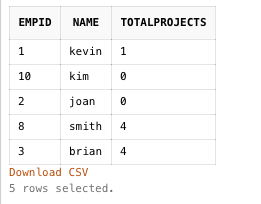 EMPID NAME TOTALPROJECTS
1 kevin 1
10 kim 0
2 joan 0
8 smith 4
3 brian 4
Download CSV
5 rows selected.